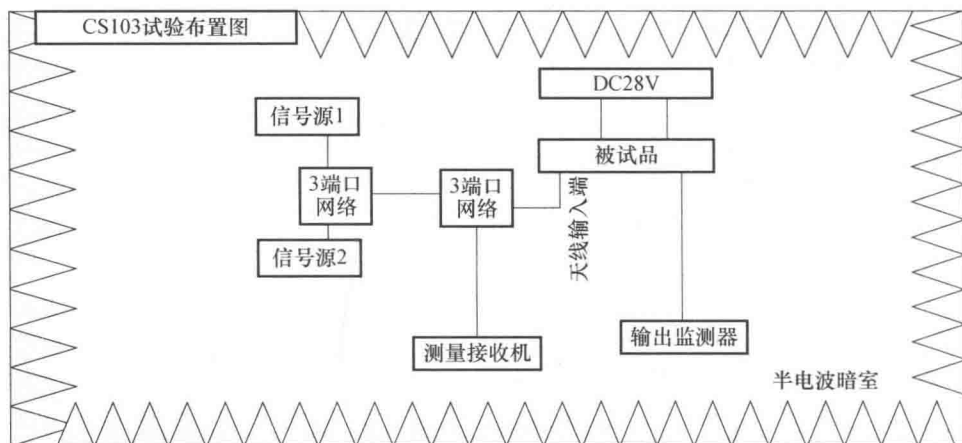 CS103试验布置图
DC28V
信号源1
被试品
3端口
网络
3端口
网络
天线输入端
信号源2
输出监测器
测量接收机
半电波暗室